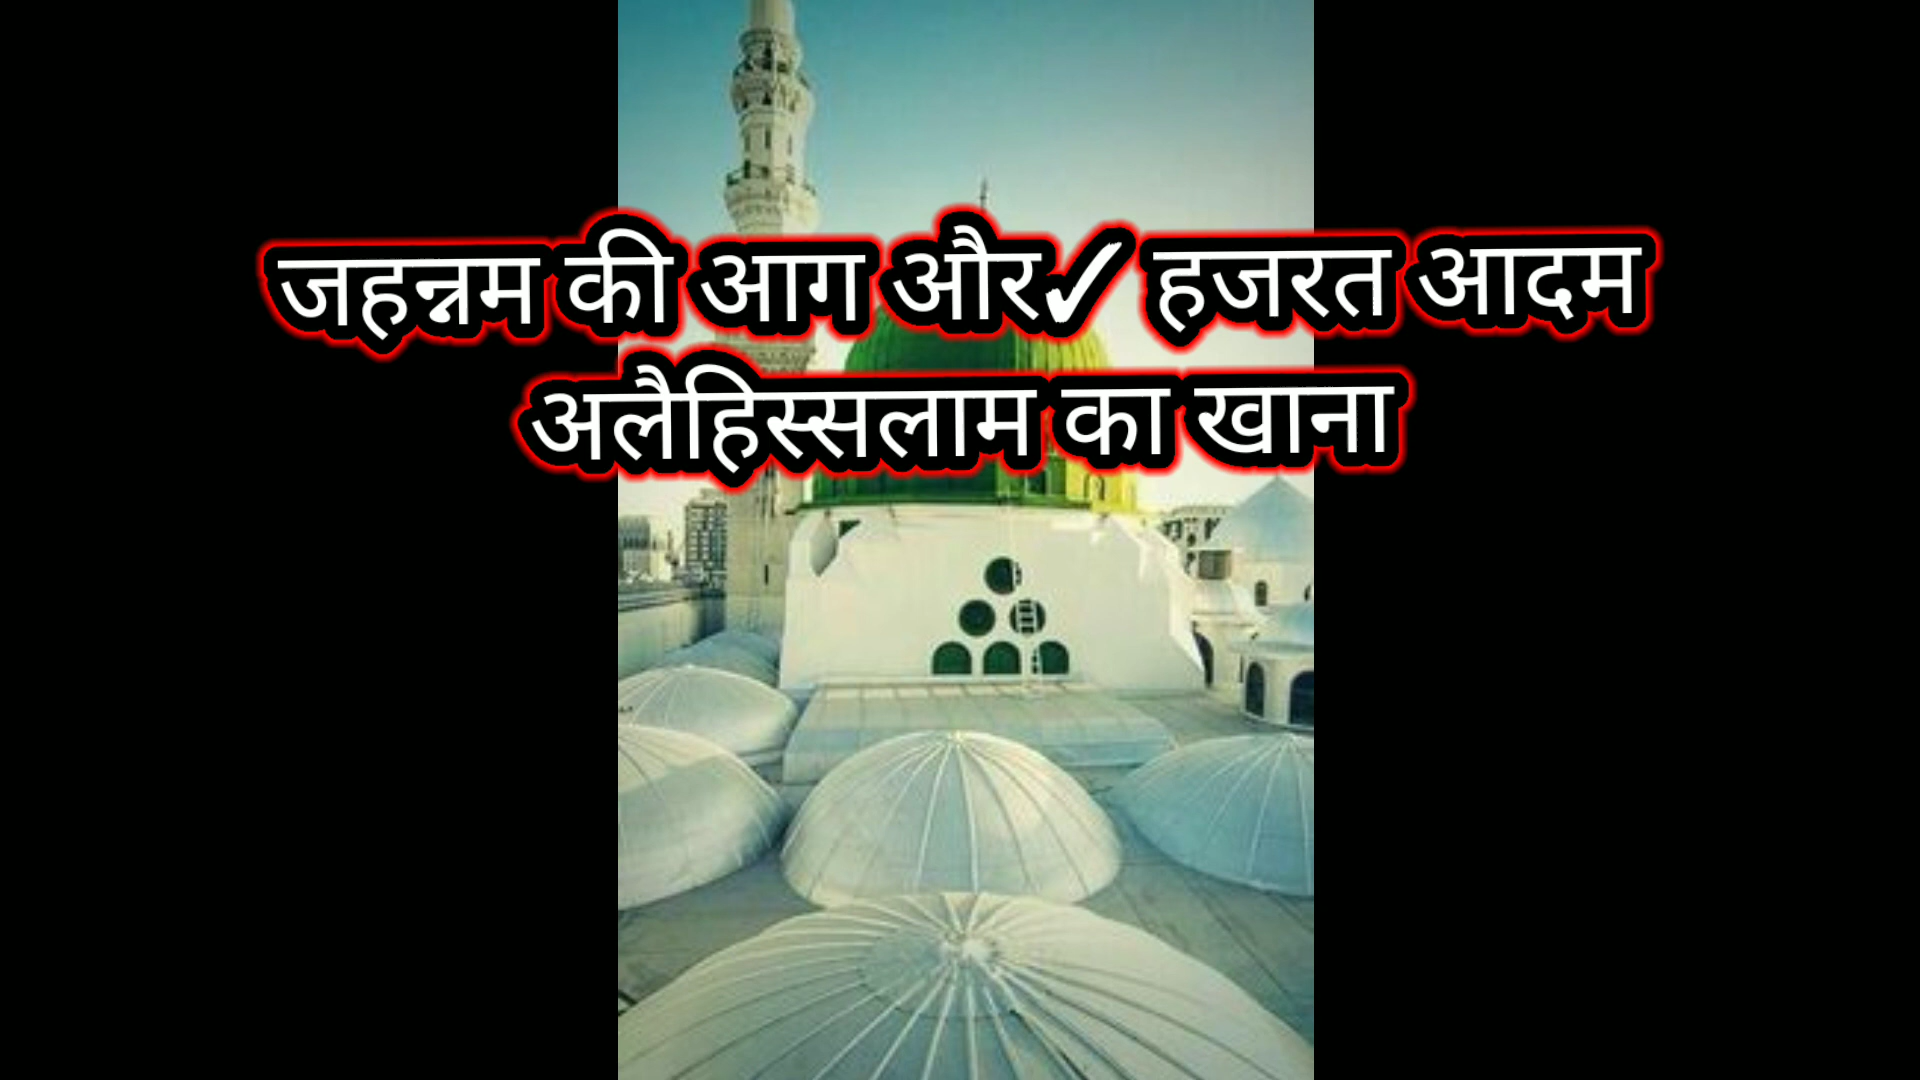 जहन्नम की आग और✓ हजरत आदम
अलैहिस्सलाम का खाना